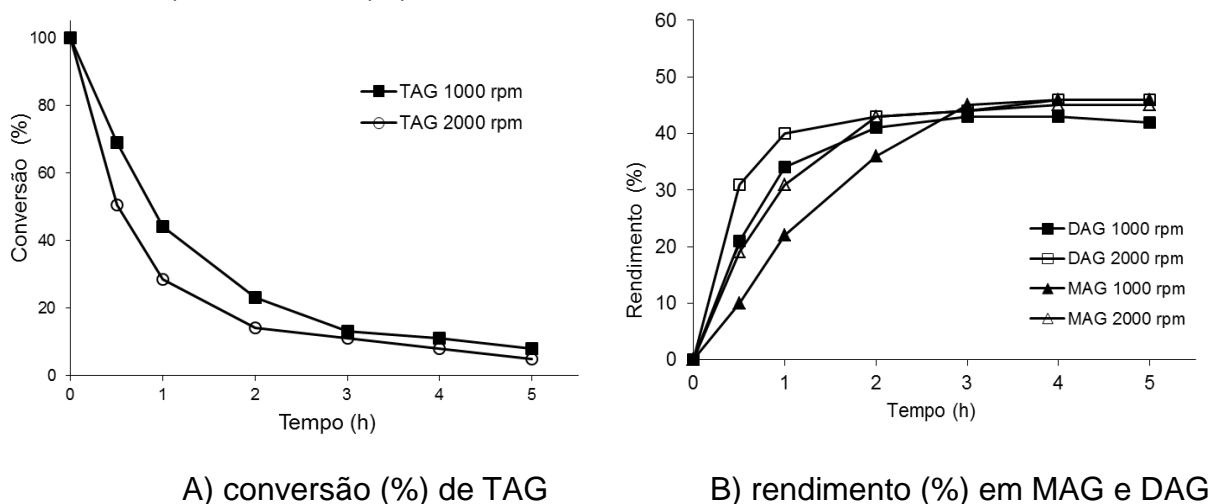 100
80
60
40
20
0
Conversão (%)
0 1 2 3 4 5
Tempo (h)
TAG 1000 rpm
TAG 2000 rpm
60
50
40
30
20
10
0
Rendimento (%)
0 1 2 3 4 5
Tempo (h)
DAG 1000 rpm
DAG 2000 rpm
MAG 1000 rpm
MAG 2000 rpm
A) conversão (%) de TAG
B) rendimento (%) em MAG e DAG